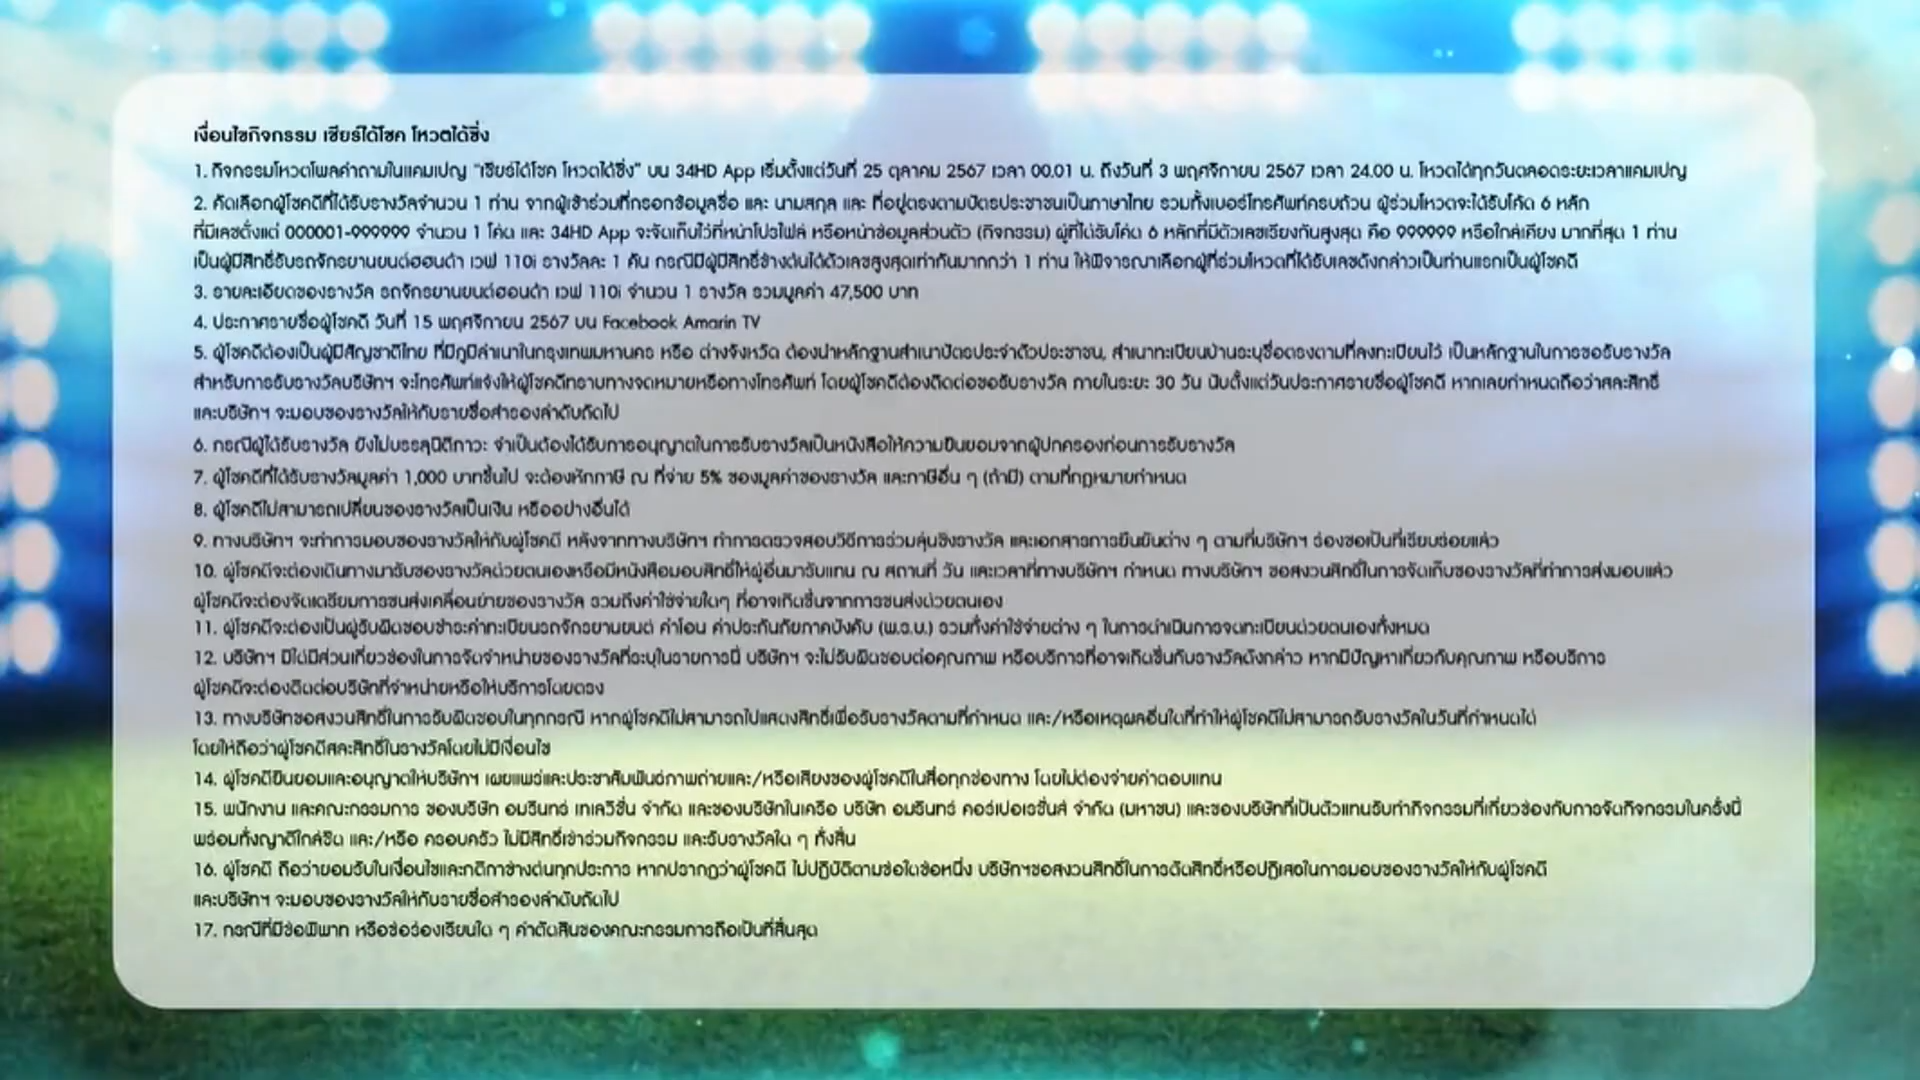 เงื่อนไขกิจกรรม เชียร์ได้โชค โหวตได้ซิ่ง
1. กิจกรรมโหวตโพลคำถามในแคมเปญ "เชียร์ได้โชค โหวตได้ซิ่ง" บน 34HD App เริ่มตั้งแต่วันที่ 25 ตุลาคม 2567 เวลา 00.01 น. ถึงวันที่ 3 พฤศจิกายน 2567 เวลา 24.00 น. โหวตได้ทุกวันตลอดระยะเวลาแคมเปญ
2. คัดเลือกผู้โชคดีที่ได้รับรางวัลจำนวน 1 ท่าน จากผู้เข้าร่วมที่กรอกข้อมูลชื่อ และ นามสกุล และ ที่อยู่ตรงตามบัตรประชาชนเป็นภาษาไทย รวมทั้งเบอร์โทรศัพท์ครบถ้วน ผู้ร่วมโหวตจะได้รับโค้ด 6 หลัก
ที่มีเลขตั้งแต่ 000001-999999 จำนวน 1 โค้ด และ 34HD App จะจัดเก็บไว้ที่หน้าโปรไฟล์ หรือหน้าข้อมูลส่วนตัว (กิจกรรม) ผู้ที่ได้รับโค้ด 6 หลักที่มีตัวเลขเรียงกันสูงสุด คือ 999999 หรือใกล้เคียง มากที่สุด 1 ท่าน
เป็นผู้มีสิทธิ์รับรถจักรยานยนต์ฮอนด้า เวฟ 110i รางวัลละ 1 คัน กรณีมีผู้มีสิทธิ์ข้างต้นได้ตัวเลขสูงสุดเท่ากันมากกว่า 1 ท่าน ให้พิจารณาเลือกผู้ที่ร่วมโหวตที่ได้รับเลขดังกล่าวเป็นท่านแรกเป็นผู้โชคดี
3. รายละเอียดของรางวัล รถจักรยานยนต์ฮอนด้า เวฟ 110i จำนวน 1 รางวัล รวมมูลค่า 47,500 บาท
4. ประกาศรายชื่อผู้โชคดี วันที่ 15 พฤศจิกายน 2567 บน Facebook Amarin TV
5. ผู้โชคดีต้องเป็นผู้มีสัญชาติไทย ที่มีภูมิลำเนาในกรุงเทพมหานคร หรือ ต่างจังหวัด ต้องนำหลักฐานสำเนาบัตรประจำตัวประชาชน, สำเนาทะเบียนบ้านระบุชื่อตรงตามที่ลงทะเบียนไว้ เป็นหลักฐานในการขอรับรางวัล
สำหรับการรับรางวัลบริษัทฯ จะโทรศัพท์แจ้งให้ผู้โชคดีทราบทางจดหมายหรือทางโทรศัพท์ โดยผู้โชคดีต้องติดต่อขอรับรางวัล ภายในระยะ 30 วัน นับตั้งแต่วันประกาศรายชื่อผู้โชคดี หากเลยกำหนดถือว่าสละสิทธิ์
และบริษัทฯ จะมอบของรางวัลให้กับรายชื่อสำรองลำดับถัดไป
6. กรณีผู้ได้รับรางวัล ยังไม่บรรลุนิติภาวะ จำเป็นต้องได้รับการอนุญาตในการรับรางวัลเป็นหนังสือให้ความยินยอมจากผู้ปกครองก่อนการรับรางวัล
7. ผู้โชคดีที่ได้รับรางวัลมูลค่า 1,000 บาทขึ้นไป จะต้องหักภาษี ณ ที่จ่าย 5% ของมูลค่าของรางวัล และภาษีอื่น ๆ (ถ้ามี) ตามที่กฎหมายกำหนด
8. ผู้โชคดีไม่สามารถเปลี่ยนของรางวัลเป็นเงิน หรืออย่างอื่นได้
9. ทางบริษัทฯ จะทำการมอบของรางวัลให้กับผู้โชคดี หลังจากทางบริษัทฯ ทำการตรวจสอบวิธีการร่วมลุ้นชิงรางวัล และเอกสารการยืนยันต่าง ๆ ตามที่บริษัทฯ ร้องขอเป็นที่เรียบร้อยแล้ว
10. ผู้โชคดีจะต้องเดินทางมารับของรางวัลด้วยตนเองหรือมีหนังสือมอบสิทธิ์ให้ผู้อื่นมารับแทน ณ สถานที่ วัน และเวลาที่ทางบริษัทฯ กำหนด ทางบริษัทฯ ขอสงวนสิทธิ์ในการจัดเก็บของรางวัลที่ทำการส่งมอบแล้ว
ผู้โชคดีจะต้องจัดเตรียมการขนส่งเคลื่อนย้ายของรางวัล รวมถึงค่าใช้จ่ายใดๆ ที่อาจเกิดขึ้นจากการขนส่งด้วยตนเอง
11. ผู้โชคดีจะต้องเป็นผู้รับผิดชอบชำระค่าทะเบียนรถจักรยานยนต์ ค่าโอน ค่าประกันภัยภาคบังคับ (พ.ร.บ.) รวมทั้งค่าใช้จ่ายต่าง ๆ ในการดำเนินการจดทะเบียนด้วยตนเองทั้งหมด
12. บริษัทฯ มิได้มีส่วนเกี่ยวข้องในการจัดจำหน่ายของรางวัลที่ระบุในรายการนี้ บริษัทฯ จะไม่รับผิดชอบต่อคุณภาพ หรือบริการที่อาจเกิดขึ้นกับรางวัลดังกล่าว หากมีปัญหาเกี่ยวกับคุณภาพ หรือบริการ
ผู้โชคดีจะต้องติดต่อบริษัทที่จำหน่ายหรือให้บริการโดยตรง
13. ทางบริษัทขอสงวนสิทธิ์ในการรับผิดชอบในทุกกรณี หากผู้โชคดีไม่สามารถไปแสดงสิทธิ์เพื่อรับรางวัลตามที่กำหนด และ/หรือเหตุผลอื่นใดที่ทำให้ผู้โชคดีไม่สามารถรับรางวัลในวันที่กำหนดได้
โดยให้ถือว่าผู้โชคดีสละสิทธิ์ในรางวัลโดยไม่มีเงื่อนไข
14. ผู้โชคดียินยอมและอนุญาตให้บริษัทฯ เผยแพร่และประชาสัมพันธ์ภาพถ่ายและ/หรือเสียงของผู้โชคดีในสื่อทุกช่องทาง โดยไม่ต้องจ่ายค่าตอบแทน
15. พนักงาน และคณะกรรมการ ของบริษัท อมรินทร์ เทเลวิชั่น จำกัด และของบริษัทในเครือ บริษัท อมรินทร์ คอร์เปอเรชั่นส์ จำกัด (มหาชน) และของบริษัทที่เป็นตัวแทนรับทำกิจกรรมที่เกี่ยวข้องกับการจัดกิจกรรมในครั้งนี้
พร้อมทั้งญาติใกล้ชิด และ/หรือ ครอบครัว ไม่มีสิทธิ์เข้าร่วมกิจกรรม และรับรางวัลใด ๆ ทั้งสิ้น
16. ผู้โชคดี ถือว่ายอมรับในเงื่อนไขและกติกาข้างต้นทุกประการ หากปรากฏว่าผู้โชคดี ไม่ปฏิบัติตามข้อใดข้อหนึ่ง บริษัทฯขอสงวนสิทธิ์ในการตัดสิทธิ์หรือปฏิเสธในการมอบของรางวัลให้กับผู้โชคดี
และบริษัทฯ จะมอบของรางวัลให้กับรายชื่อสำรองลำดับถัดไป
17. กรณีที่มีข้อพิพาท หรือข้อร้องเรียนใด ๆ คำตัดสินของคณะกรรมการถือเป็นที่สิ้นสุด